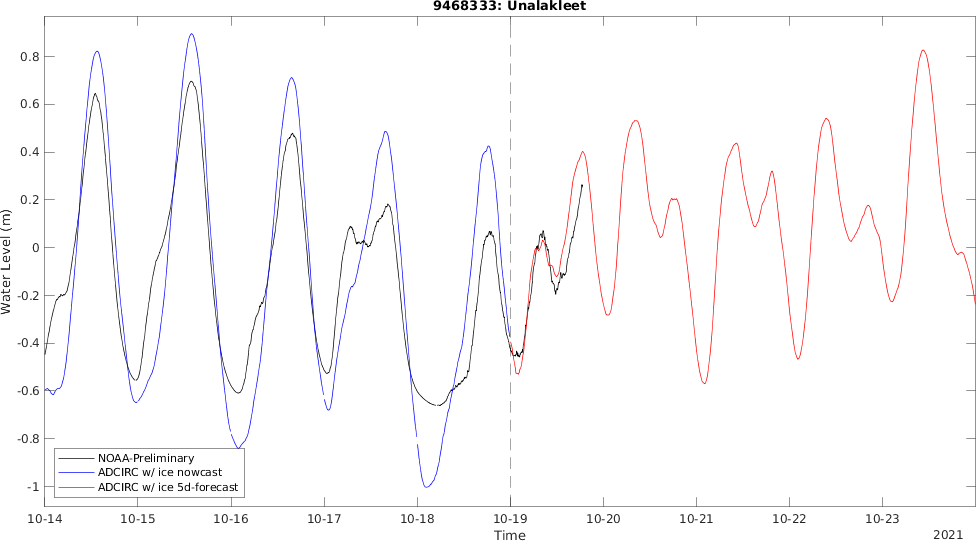 9468333: Unalakleet
Water Level (m)
0.8
0.6
0.4
0.2
0
-0.2
-0.4
-0.6
-0.8
-1
NOAA-Preliminary
ADCIRC w/ ice nowcast
ADCIRC w/ ice 5d-forecast
10-14 10-15 10-16 10-17 10-18 10-19 10-20 10-21 10-22 10-23
Time
2021